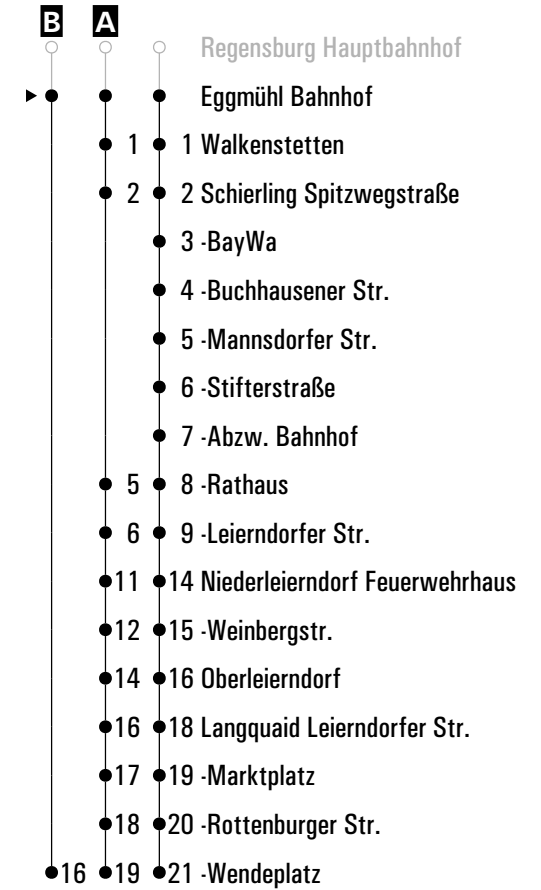 B A
Regensburg Hauptbahnhof
Eggmühl Bahnhof
1 1 Walkenstetten
2 2 Schierling Spitzwegstraße
3 -BayWa
4 -Buchhausener Str.
5 -Mannsdorfer Str.
6 -Stifterstraße
7 -Abzw. Bahnhof
5 8 -Rathaus
6 9 -Leierndorfer Str.
11 14 Niederleierndorf Feuerwehrhaus
12 15 -Weinbergstr.
14 16 Oberleierndorf
16 18 Langquaid Leierndorfer Str.
17 19 -Marktplatz
18 20 -Rottenburger Str.
16 19 21 -Wendeplatz